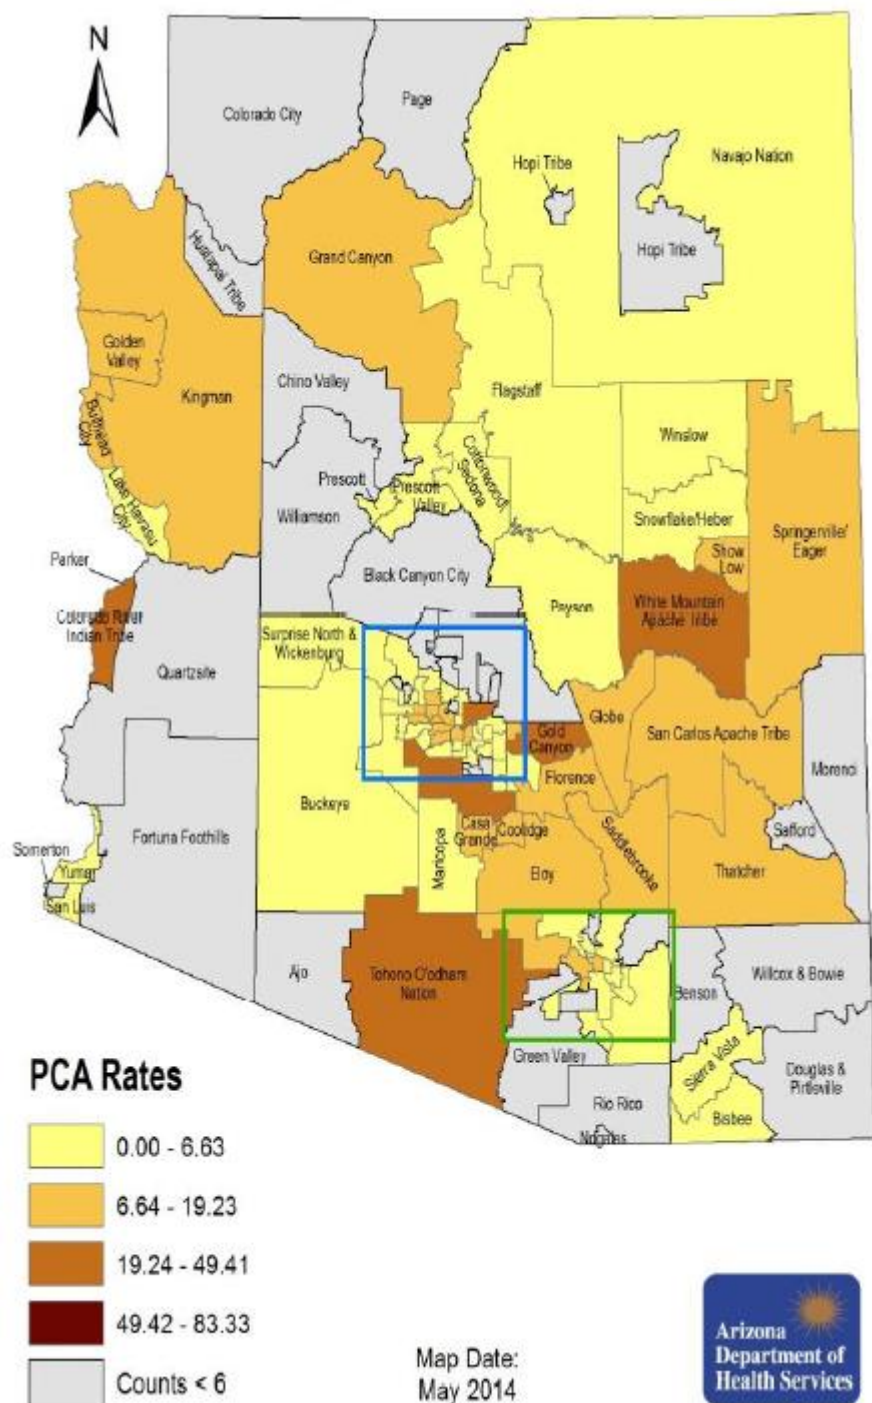 N
Colorado City
Page
Hopi Tribe
Navajo Nation
Hopi Tribe
Hualapai Tribe
Grand Canyon
Golden
Valley
Kingman
Chino Valley
Flagstaff
Bullhead
City
Winslow
Cottonwood/
Sedona
Lake Havasu
City
Prescott
Prescott
Valley
Williamson
Snowflake/Heber
Springerville/
Eager
Show
Low
Parker
Black Canyon City
Colorado River
Indian Tribe
Payson
White Mountain
Apache Tribe
Surprise North &
Wickenburg
Quartzsite
Globe
San Carlos Apache Tribe
Gold
Canyon
Morenci
Florence
Buckeye
Fortuna Foothills
Casa
Grande
Coolidge
Saddlebrooke
Safford
Maricopa
Somerton
Yuma
San Luis
Eloy
Thatcher
Ajo
Tohono O'odham
Nation
Benson
Willcox & Bowie
Green Valley
Sierra Vista
Douglas &
Pirtleville
Rio Rico
Nogales
Bisbee
PCA Rates
0.00 - 6.63
6.64 - 19.23
19.24 - 49.41
49.42 - 83.33
Counts < 6
Map Date:
May 2014
Arizona
Department of
Health Services